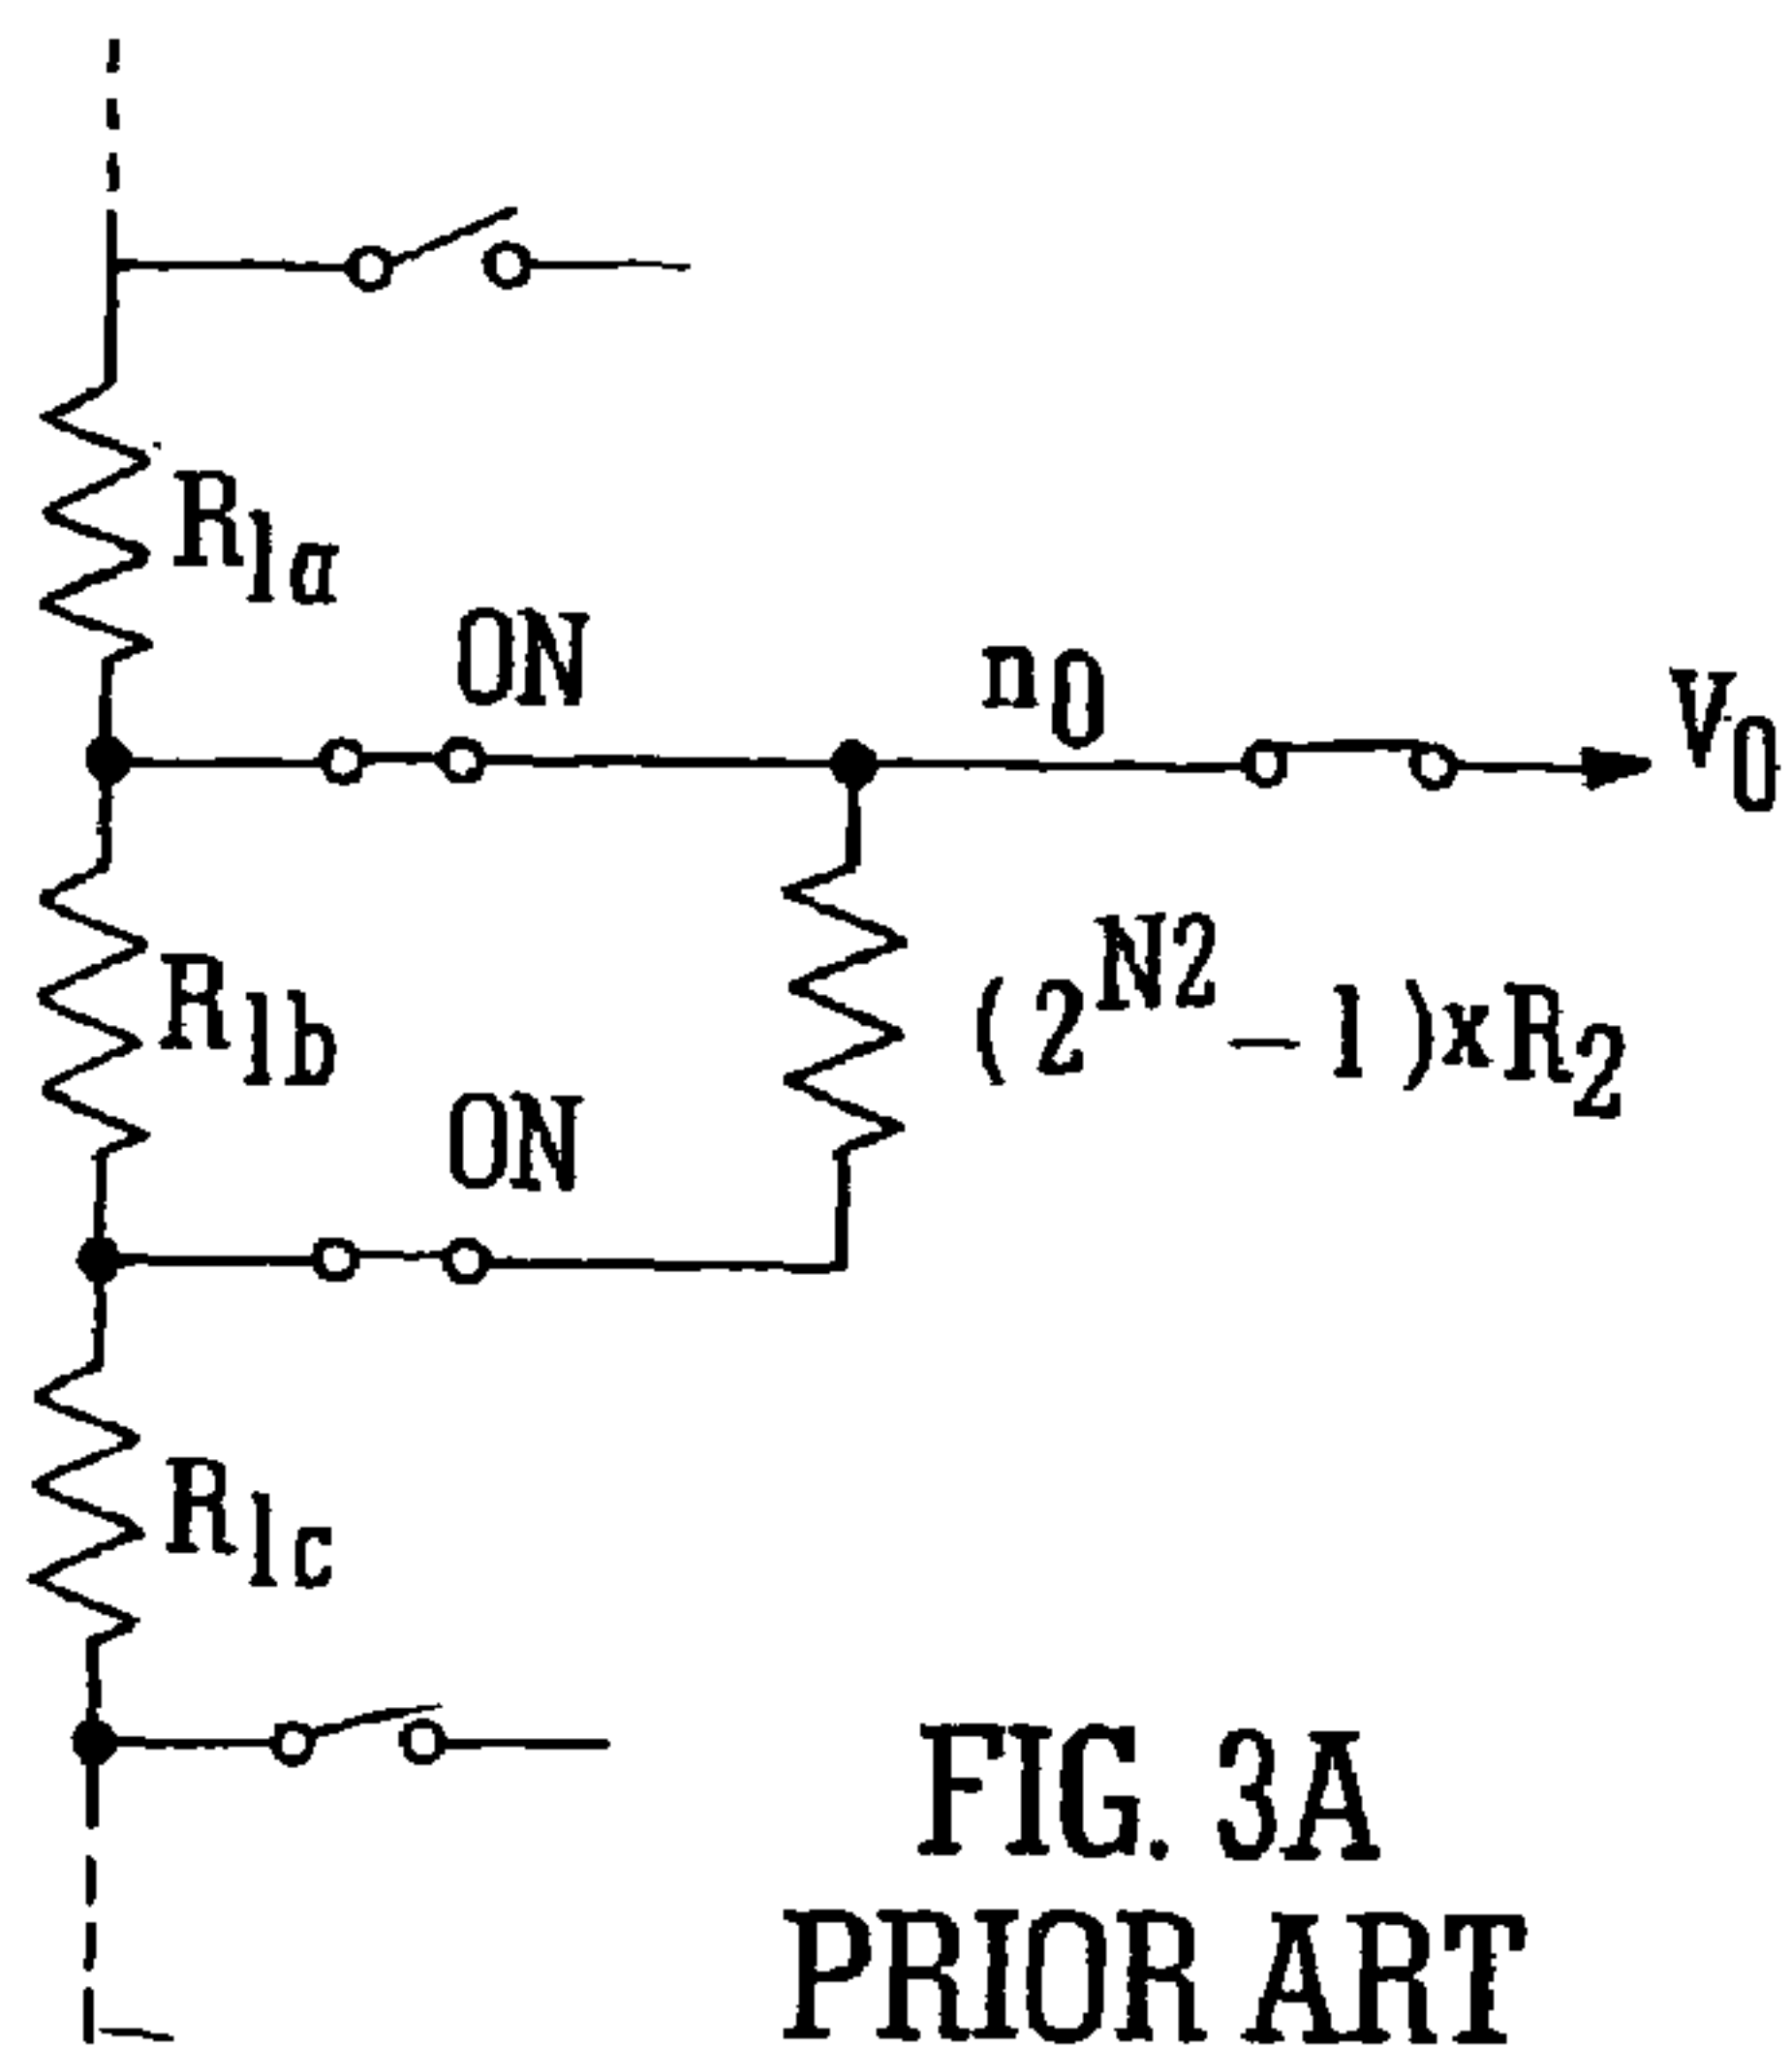 R1a
ON
n0
V0
R1b
(2^N2-1)xR2
ON
R1c
FIG. 3A
PRIOR ART